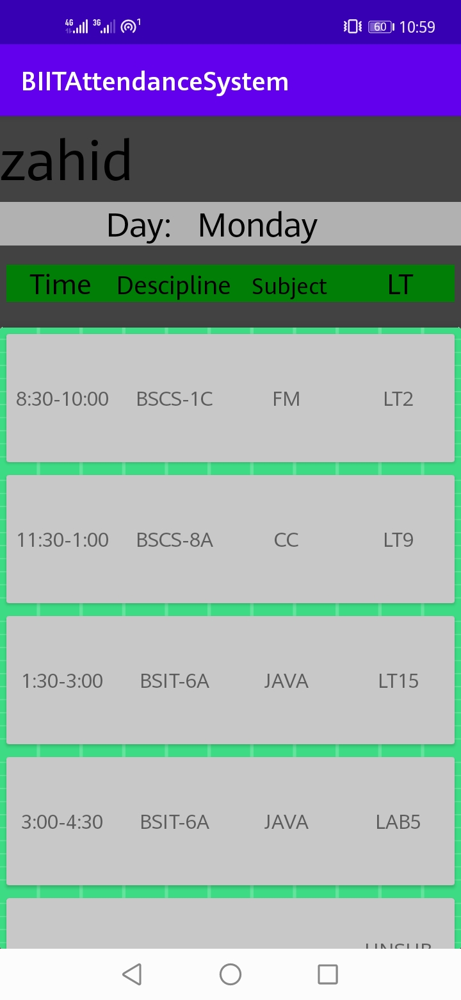 4G 3G 1 60 10:59
BIITAttendanceSystem
zahid
Day: Monday
Time Descipline Subject LT
8:30-10:00 BSCS-1C FM LT2
11:30-1:00 BSCS-8A CC LT9
1:30-3:00 BSIT-6A JAVA LT15
3:00-4:30 BSIT-6A JAVA LAB5